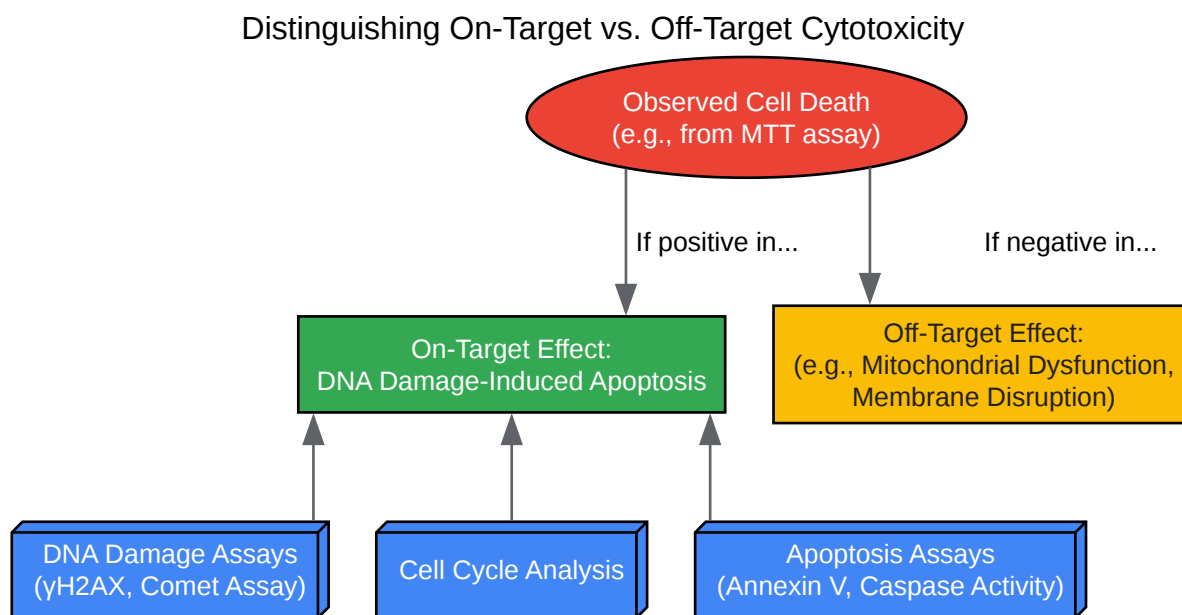 Distinguishing On-Target vs. Off-Target Cytotoxicity
Observed Cell Death
(e.g., from MTT assay)
If positive in...
If negative in...
On-Target Effect:
DNA Damage-Induced Apoptosis
Off-Target Effect:
(e.g., Mitochondrial Dysfunction,
Membrane Disruption)
DNA Damage Assays
(γH2AX, Comet Assay)
Cell Cycle Analysis
Apoptosis Assays
(Annexin V, Caspase Activity)